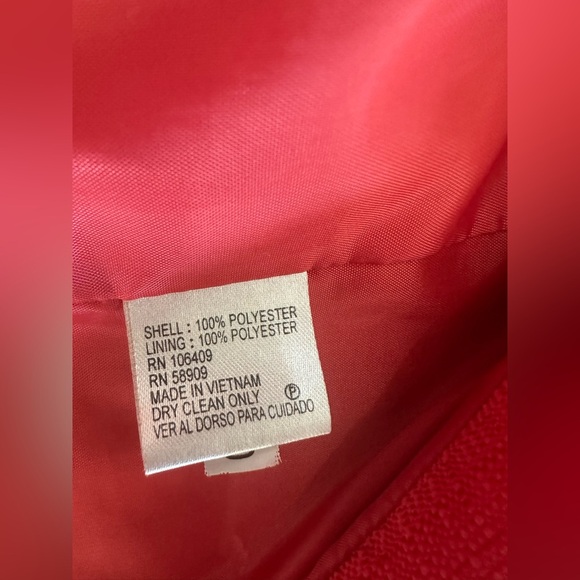 SHELL : 100% POLYESTER
LINING : 100% POLYESTER
RN 106409
RN 58909
MADE IN VIETNAM
DRY CLEAN ONLY Ⓟ
VER AL DORSO PARA CUIDADO